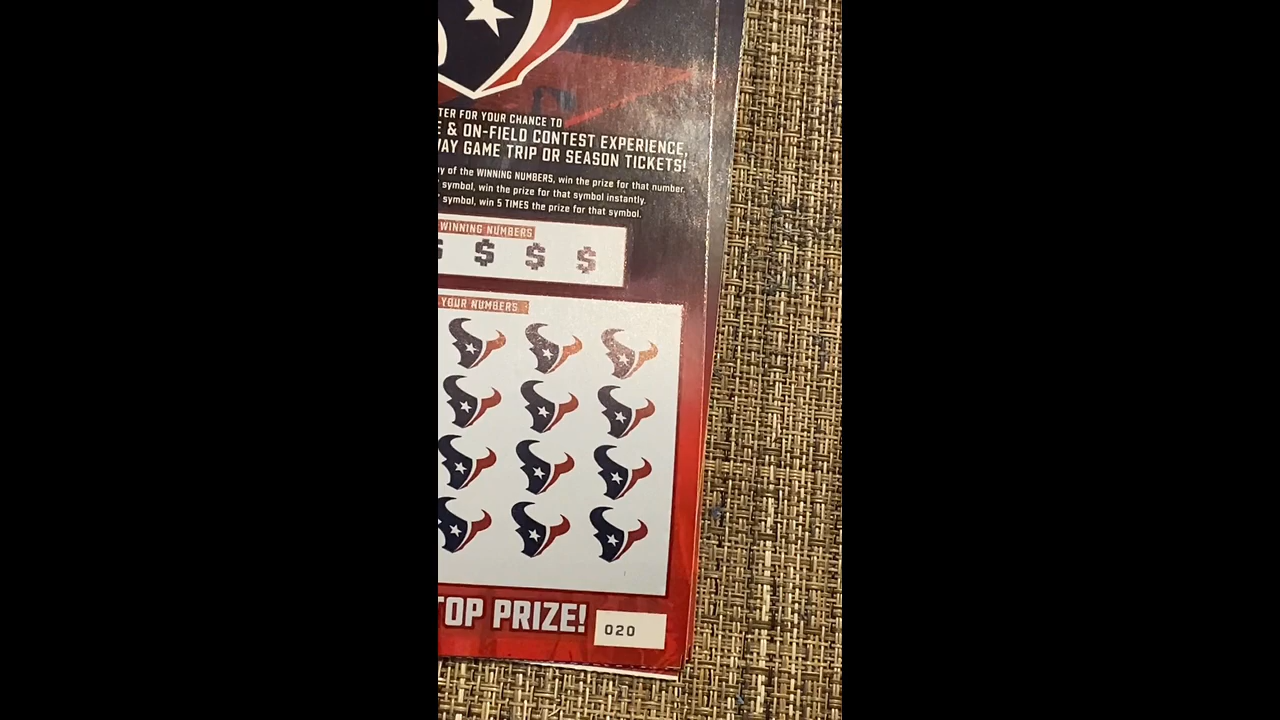 TER FOR YOUR CHANCE TO
E & ON-FIELD CONTEST EXPERIENCE,
WAY GAME TRIP OR SEASON TICKETS!
ny of the WINNING NUMBERS, win the prize for that number.
symbol, win the prize for that symbol instantly.
symbol, win 5 TIMES the prize for that symbol.
WINNING NUMBERS
$ $ $ $
YOUR NUMBERS
TOP PRIZE!
020